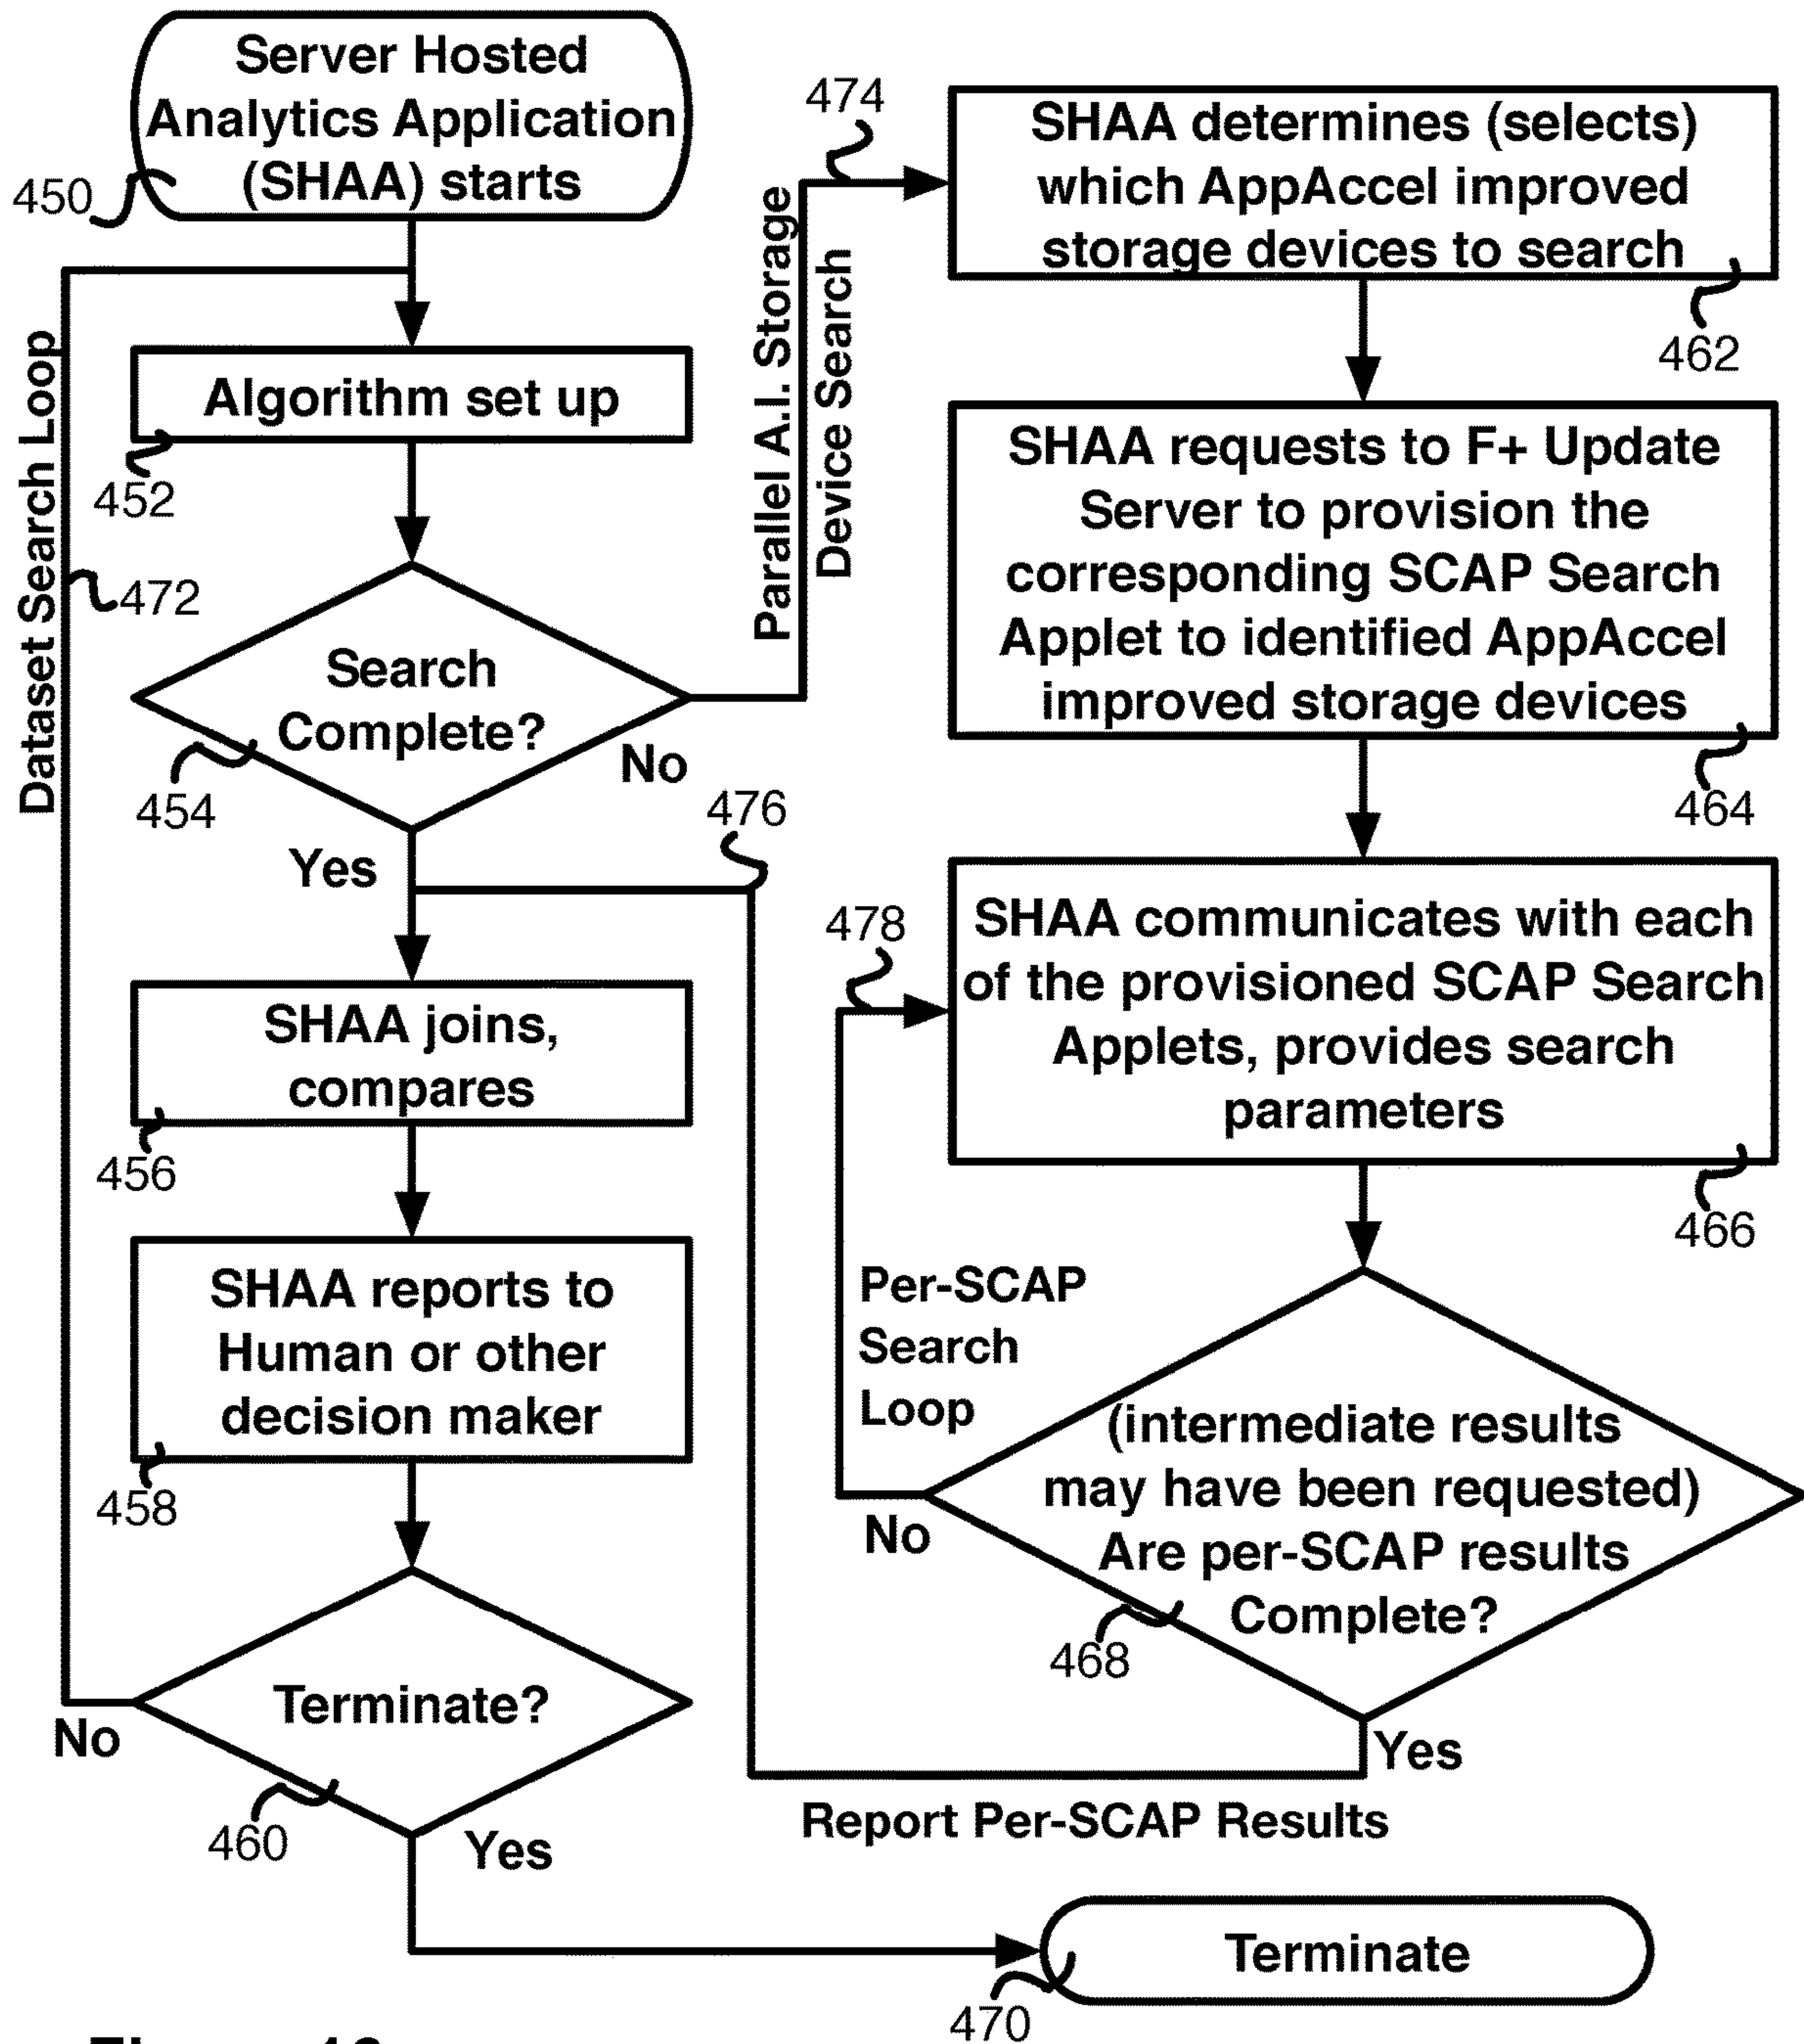 Server Hosted
Analytics Application
(SHAA) starts
450
Dataset Search Loop
472
Algorithm set up
452
Search
Complete?
454
No
Yes
476
SHAA joins,
compares
456
SHAA reports to
Human or other
decision maker
458
Terminate?
No
460
Yes
474
Parallel A.I. Storage
Device Search
SHAA determines (selects)
which AppAccel improved
storage devices to search
462
SHAA requests to F+ Update
Server to provision the
corresponding SCAP Search
Applet to identified AppAccel
improved storage devices
464
SHAA communicates with each
of the provisioned SCAP Search
Applets, provides search
parameters
466
478
Per-SCAP
Search
Loop
(intermediate results
may have been requested)
Are per-SCAP results
Complete?
No
468
Yes
Report Per-SCAP Results
Terminate
470